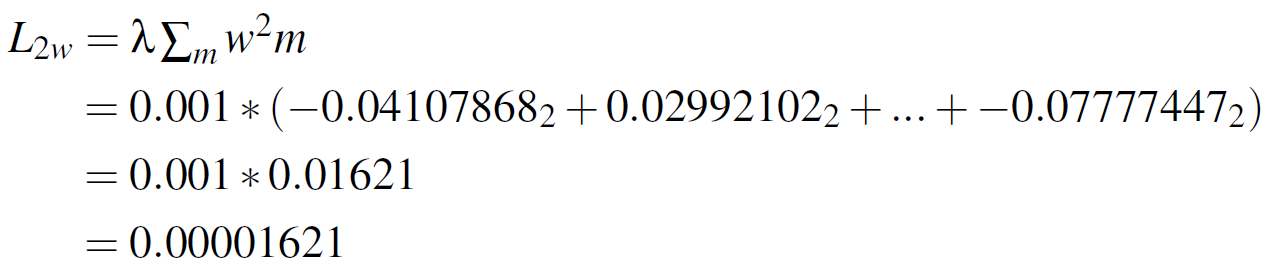 L₂w = λ∑ₘ w²m
= 0.001 * (−0.04107868₂ + 0.02992102₂ + ... + −0.07777447₂)
= 0.001 * 0.01621
= 0.00001621